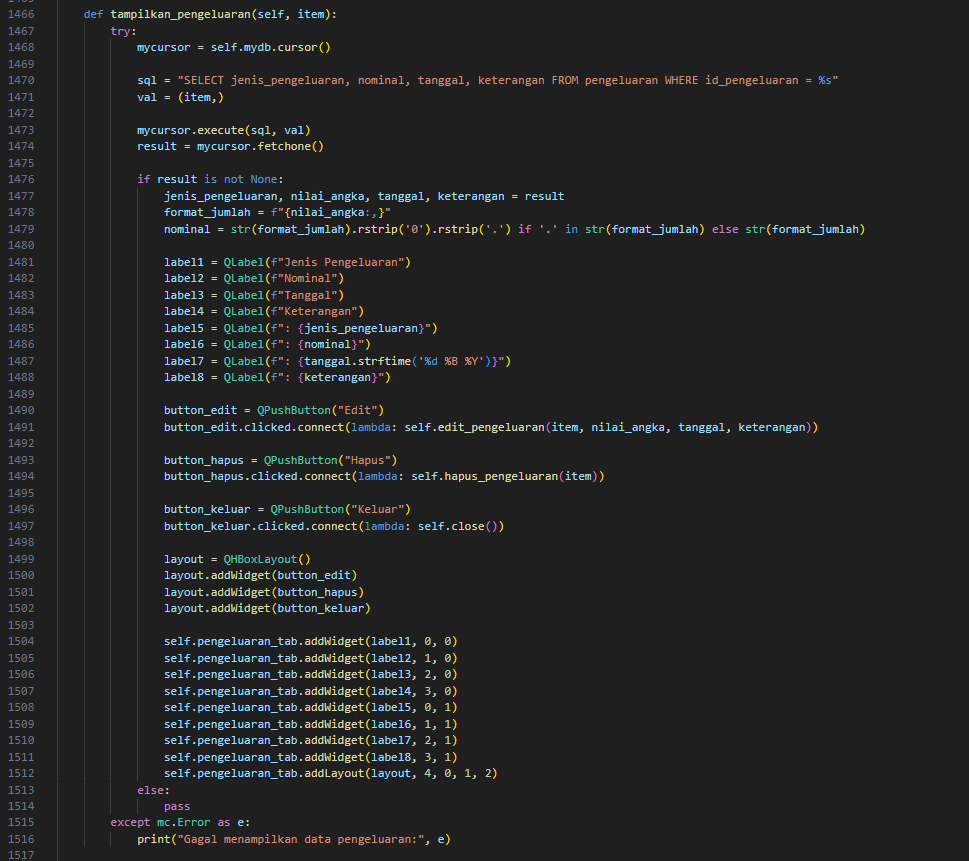 1466 def tampilkan_pengeluaran(self, item):
1467 try:
1468 mycursor = self.mydb.cursor()
1469
1470 sql = "SELECT jenis_pengeluaran, nominal, tanggal, keterangan FROM pengeluaran WHERE id_pengeluaran = %s"
1471 val = (item,)
1472
1473 mycursor.execute(sql, val)
1474 result = mycursor.fetchone()
1475
1476 if result is not None:
1477 jenis_pengeluaran, nilai_angka, tanggal, keterangan = result
1478 format_jumlah = f"{nilai_angka:,}"
1479 nominal = str(format_jumlah).rstrip('0').rstrip('.') if '.' in str(format_jumlah) else str(format_jumlah)
1480
1481 label1 = QLabel(f"Jenis Pengeluaran")
1482 label2 = QLabel(f"Nominal")
1483 label3 = QLabel(f"Tanggal")
1484 label4 = QLabel(f"Keterangan")
1485 label5 = QLabel(f": {jenis_pengeluaran}")
1486 label6 = QLabel(f": {nominal}")
1487 label7 = QLabel(f": {tanggal.strftime('%d %B %Y')}")
1488 label8 = QLabel(f": {keterangan}")
1489
1490 button_edit = QPushButton("Edit")
1491 button_edit.clicked.connect(lambda: self.edit_pengeluaran(item, nilai_angka, tanggal, keterangan))
1492
1493 button_hapus = QPushButton("Hapus")
1494 button_hapus.clicked.connect(lambda: self.hapus_pengeluaran(item))
1495
1496 button_keluar = QPushButton("Keluar")
1497 button_keluar.clicked.connect(lambda: self.close())
1498
1499 layout = QHBoxLayout()
1500 layout.addWidget(button_edit)
1501 layout.addWidget(button_hapus)
1502 layout.addWidget(button_keluar)
1503
1504 self.pengeluaran_tab.addWidget(label1, 0, 0)
1505 self.pengeluaran_tab.addWidget(label2, 1, 0)
1506 self.pengeluaran_tab.addWidget(label3, 2, 0)
1507 self.pengeluaran_tab.addWidget(label4, 3, 0)
1508 self.pengeluaran_tab.addWidget(label5, 0, 1)
1509 self.pengeluaran_tab.addWidget(label6, 1, 1)
1510 self.pengeluaran_tab.addWidget(label7, 2, 1)
1511 self.pengeluaran_tab.addWidget(label8, 3, 1)
1512 self.pengeluaran_tab.addLayout(layout, 4, 0, 1, 2)
1513 else:
1514 pass
1515 except mc.Error as e:
1516 print("Gagal menampilkan data pengeluaran:", e)
1517